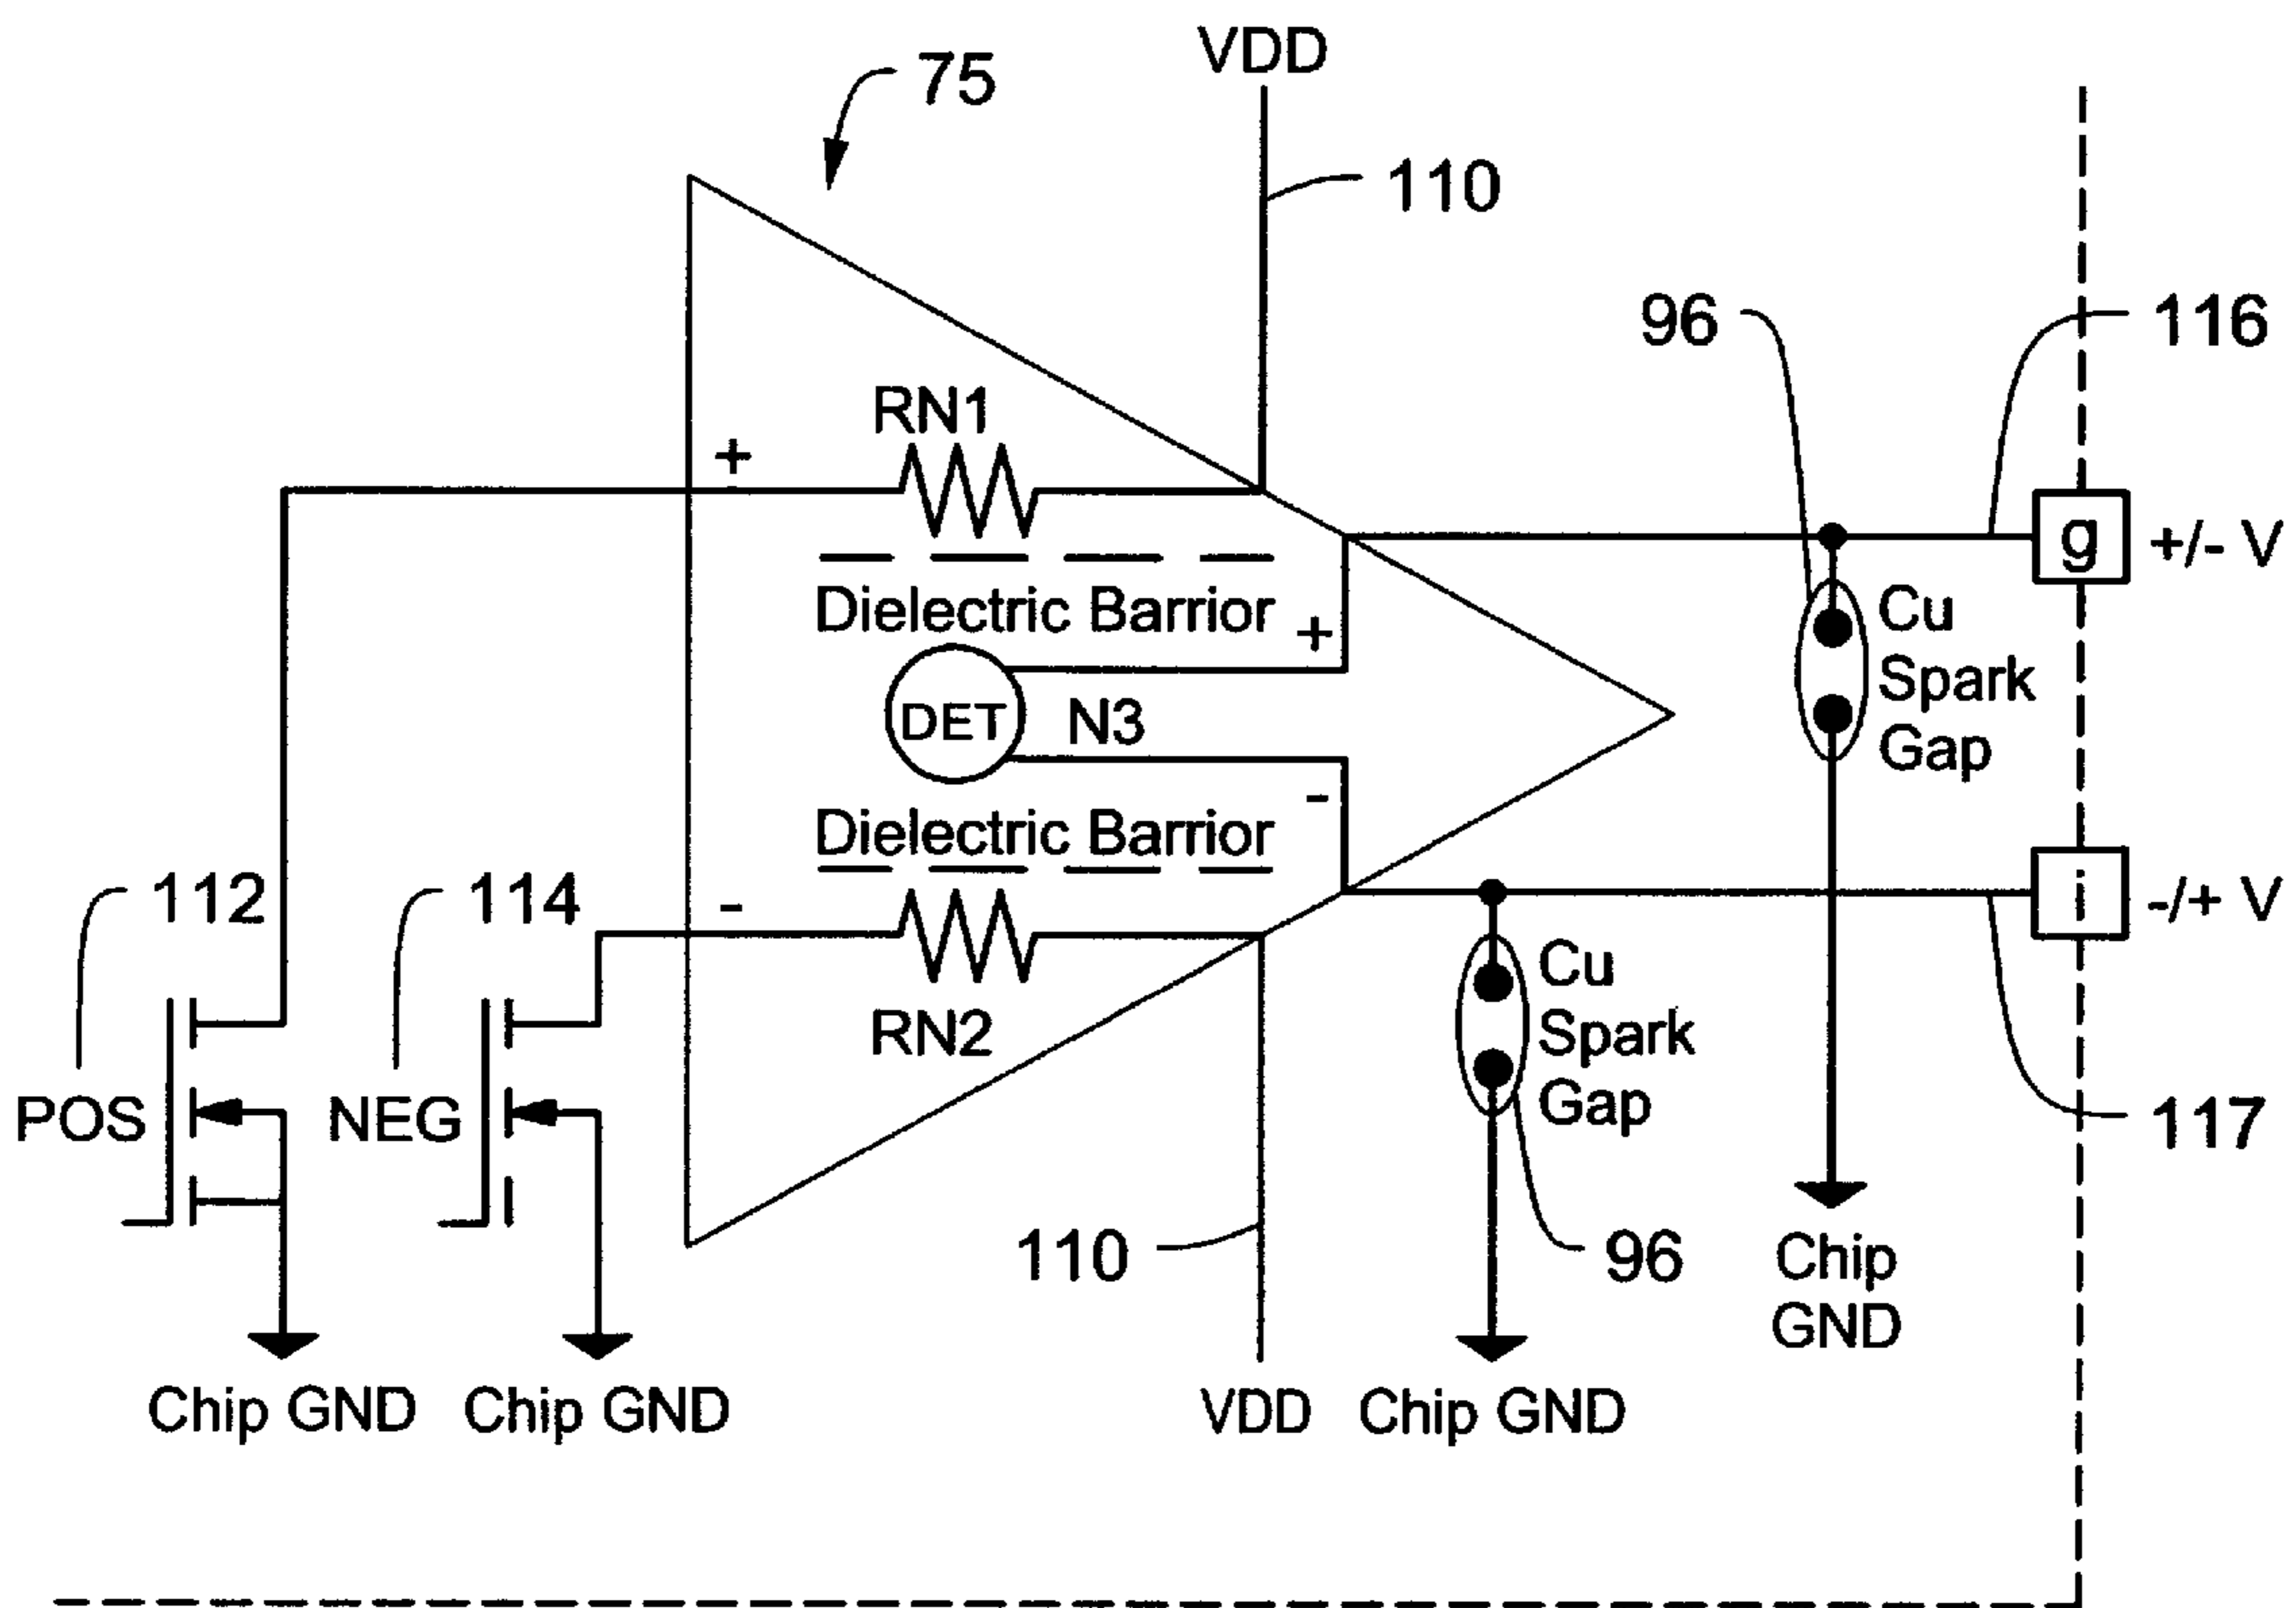 VDD
75
110
96
116
RN1
+
g
+/- V
Dielectric Barrior
+
Cu
Spark
Gap
DET
N3
-
Dielectric Barrior
112
114
-
i
-/+ V
RN2
Cu
Spark
Gap
POS
NEG
117
110
96
Chip
GND
Chip GND
Chip GND
VDD
Chip GND